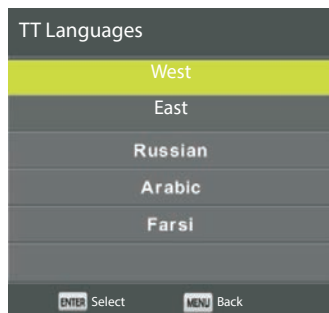 TT Languages
West
East
Russian
Arabic
Farsi
ENTER Select MENU Back